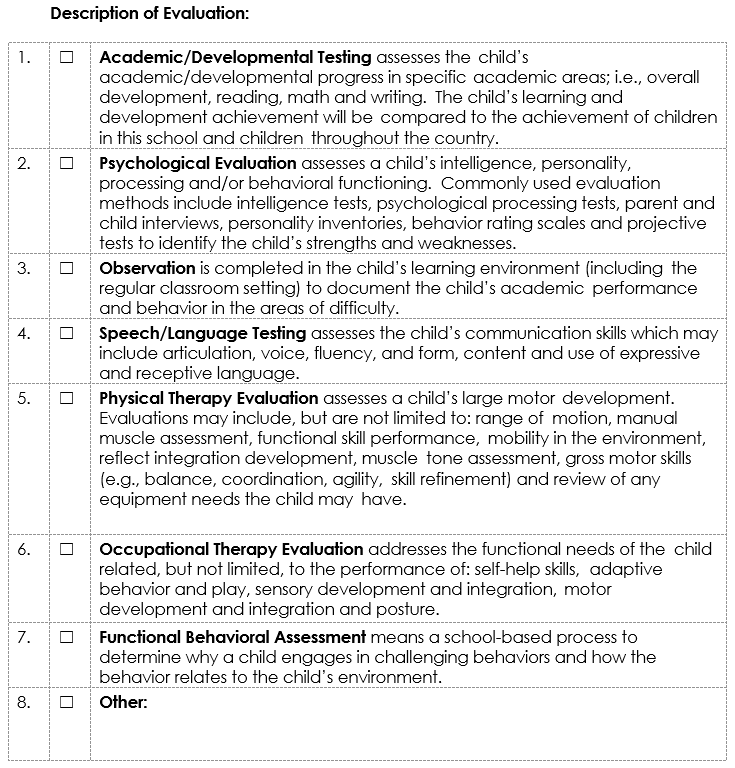 Description of Evaluation:
1. ☐ Academic/Developmental Testing assesses the child's
academic/developmental progress in specific academic areas; i.e., overall
development, reading, math and writing. The child's learning and
development achievement will be compared to the achievement of children
in this school and children throughout the country.
2. ☐ Psychological Evaluation assesses a child's intelligence, personality,
processing and/or behavioral functioning. Commonly used evaluation
methods include intelligence tests, psychological processing tests, parent and
child interviews, personality inventories, behavior rating scales and projective
tests to identify the child's strengths and weaknesses.
3. ☐ Observation is completed in the child's learning environment (including the
regular classroom setting) to document the child's academic performance
and behavior in the areas of difficulty.
4. ☐ Speech/Language Testing assesses the child's communication skills which may
include articulation, voice, fluency, and form, content and use of expressive
and receptive language.
5. ☐ Physical Therapy Evaluation assesses a child's large motor development.
Evaluations may include, but are not limited to: range of motion, manual
muscle assessment, functional skill performance, mobility in the environment,
reflect integration development, muscle tone assessment, gross motor skills
(e.g., balance, coordination, agility, skill refinement) and review of any
equipment needs the child may have.
6. ☐ Occupational Therapy Evaluation addresses the functional needs of the child
related, but not limited, to the performance of: self-help skills, adaptive
behavior and play, sensory development and integration, motor
development and integration and posture.
7. ☐ Functional Behavioral Assessment means a school-based process to
determine why a child engages in challenging behaviors and how the
behavior relates to the child's environment.
8. ☐ Other: